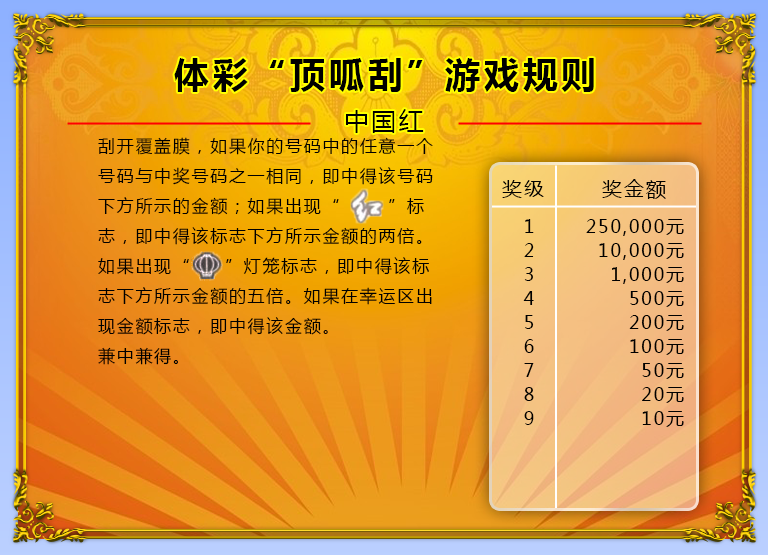 体彩“顶呱刮”游戏规则
中国红
刮开覆盖膜，如果你的号码中的任意一个
号码与中奖号码之一相同，即中得该号码
下方所示的金额；如果出现“红”标
志，即中得该标志下方所示金额的两倍。
如果出现“”灯笼标志，即中得该标
志下方所示金额的五倍。如果在幸运区出
现金额标志，即中得该金额。
兼中兼得。
奖级 奖金额
1 250,000元
2 10,000元
3 1,000元
4 500元
5 200元
6 100元
7 50元
8 20元
9 10元